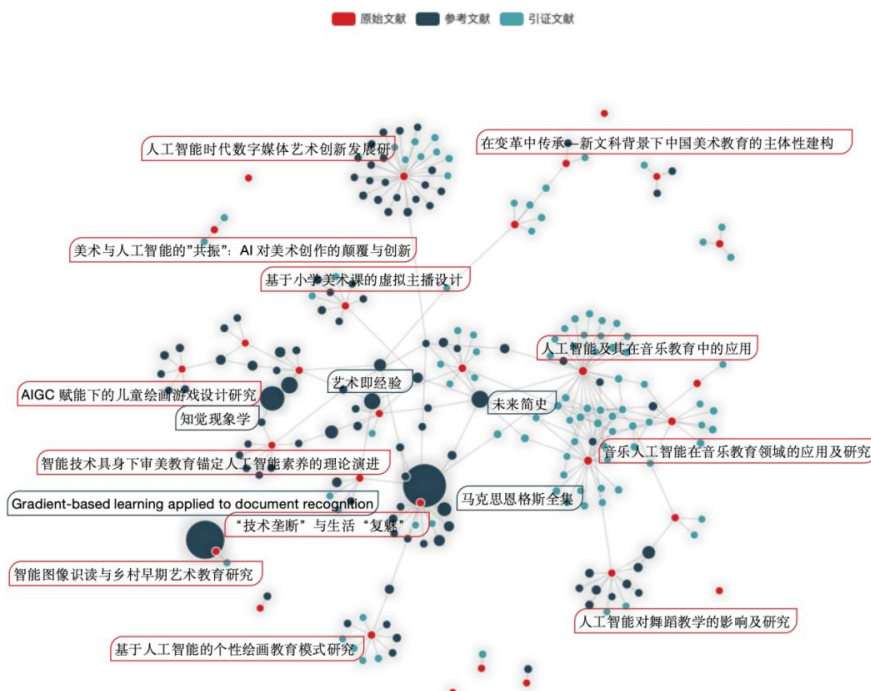 原始文献 参考文献 引证文献
人工智能时代数字媒体艺术创新发展研
在变革中传承—新文科背景下中国美术教育的主体性建构
美术与人工智能的"共振"：AI 对美术创作的颠覆与创新
基于小学美术课的虚拟主播设计
人工智能及其在音乐教育中的应用
艺术即经验
AIGC 赋能下的儿童绘画游戏设计研究
未来简史
知觉现象学
音乐人工智能在音乐教育领域的应用及研究
智能技术具身下审美教育锚定人工智能素养的理论演进
马克思恩格斯全集
Gradient-based learning applied to document recognition
“技术垄断”与生活“复魅”
智能图像识读与乡村早期艺术教育研究
人工智能对舞蹈教学的影响及研究
基于人工智能的个性绘画教育模式研究